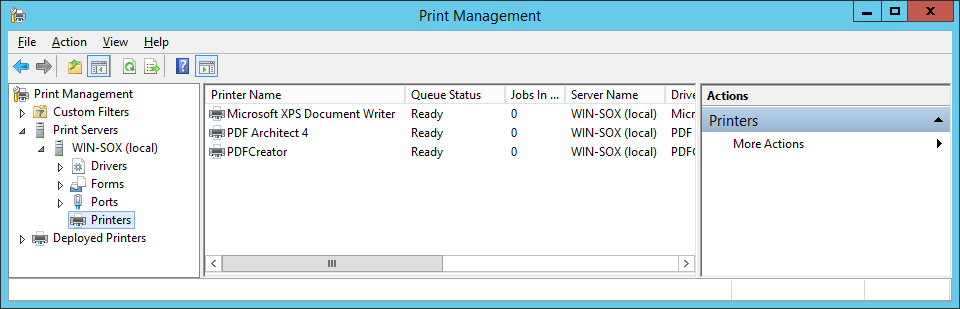 Print Management
File Action View Help
Print Management
Custom Filters
Print Servers
WIN-SOX (local)
Drivers
Forms
Ports
Printers
Deployed Printers
Printer Name Queue Status Jobs In ... Server Name Drive
Microsoft XPS Document Writer Ready 0 WIN-SOX (local) Micr
PDF Architect 4 Ready 0 WIN-SOX (local) PDF
PDFCreator Ready 0 WIN-SOX (local) PDFC
Actions
Printers
More Actions